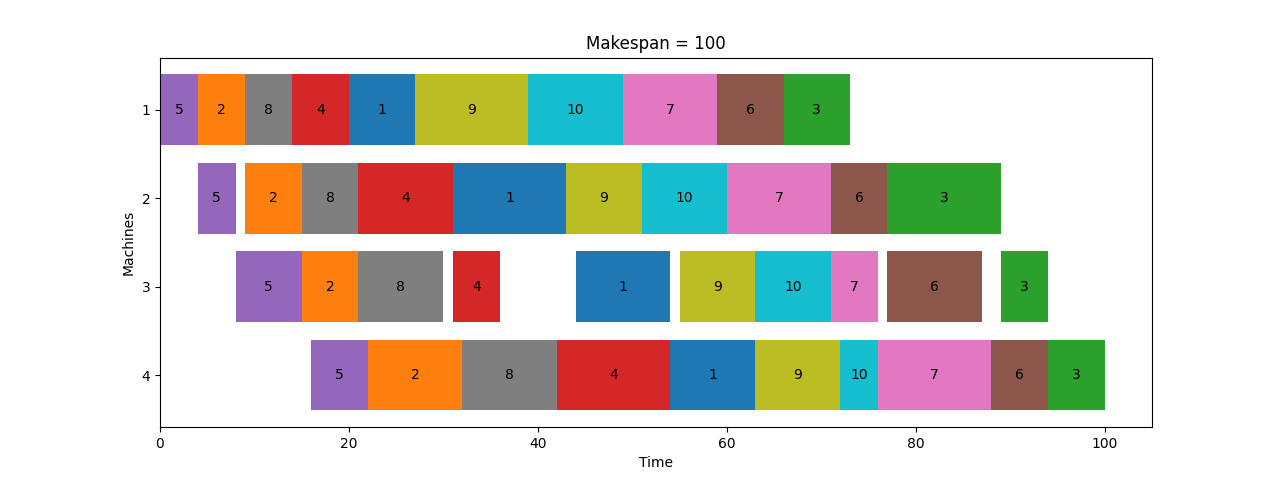 Makespan = 100
1 5 2 8 4 1 9 10 7 6 3
2 5 2 8 4 1 9 10 7 6 3
3 5 2 8 4 1 9 10 7 6 3
4 5 2 8 4 1 9 10 7 6 3
Machines
0 20 40 60 80 100
Time